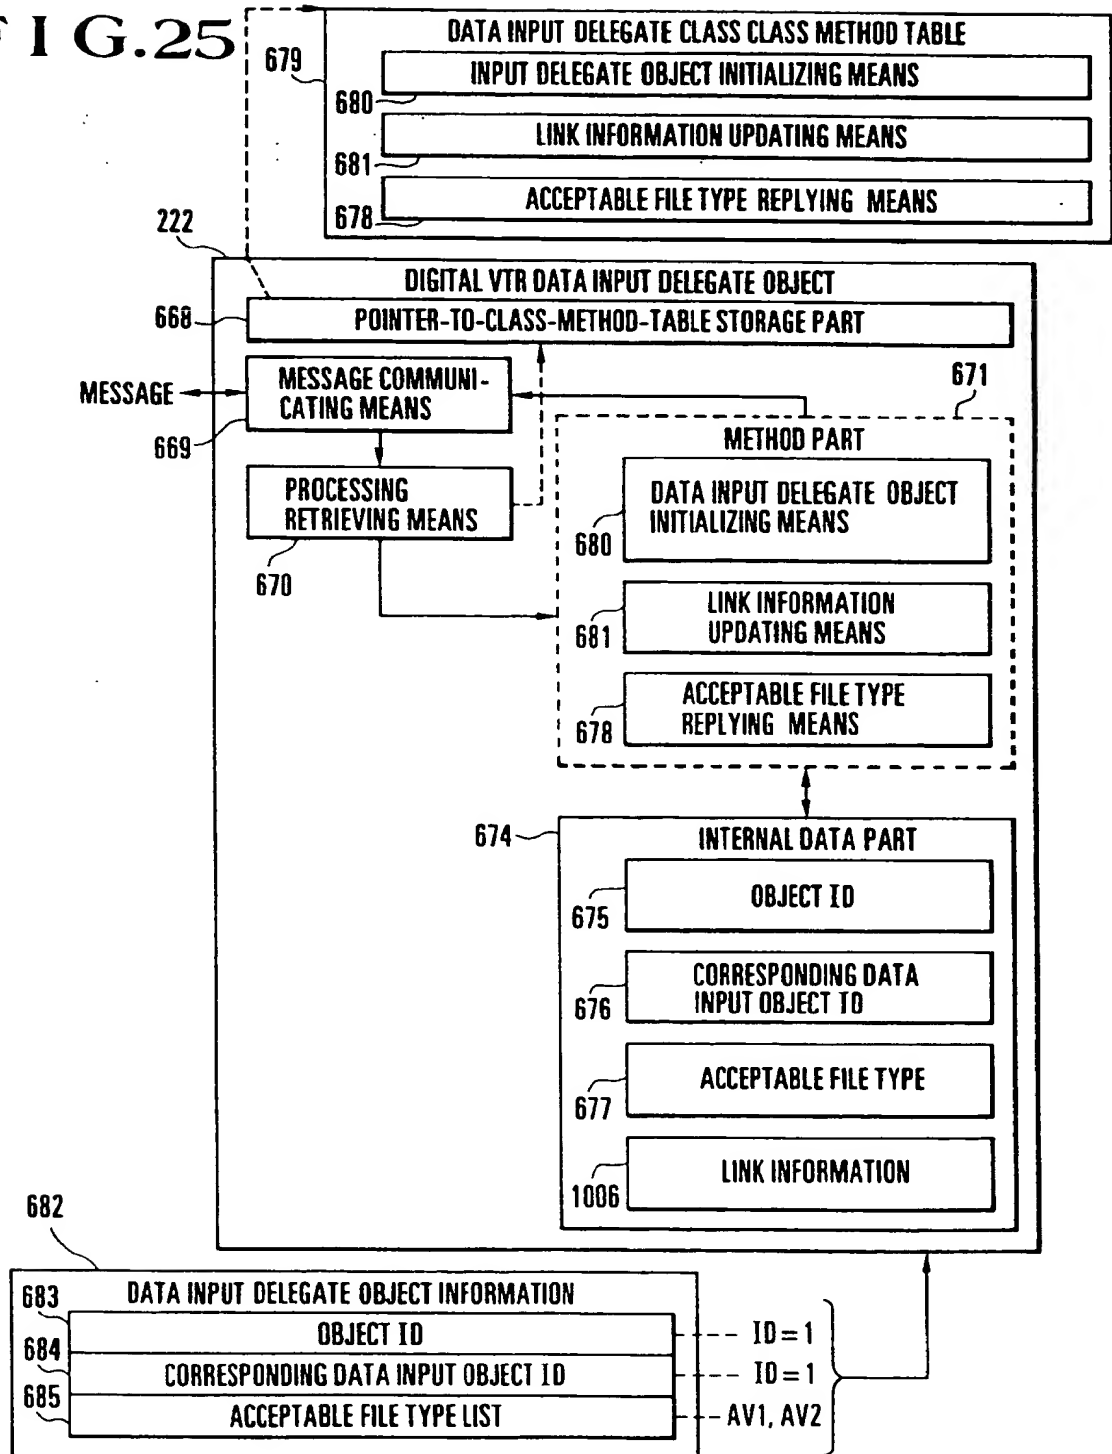 FIG.25
DATA INPUT DELEGATE CLASS CLASS METHOD TABLE
679
INPUT DELEGATE OBJECT INITIALIZING MEANS
680
LINK INFORMATION UPDATING MEANS
681
ACCEPTABLE FILE TYPE REPLYING MEANS
678
222
DIGITAL VTR DATA INPUT DELEGATE OBJECT
668
POINTER-TO-CLASS-METHOD-TABLE STORAGE PART
MESSAGE
MESSAGE COMMUNI-
CATING MEANS
669
671
METHOD PART
PROCESSING
RETRIEVING MEANS
670
DATA INPUT DELEGATE OBJECT
INITIALIZING MEANS
680
LINK INFORMATION
UPDATING MEANS
681
ACCEPTABLE FILE TYPE
REPLYING MEANS
678
674
INTERNAL DATA PART
OBJECT ID
675
CORRESPONDING DATA
INPUT OBJECT ID
676
ACCEPTABLE FILE TYPE
677
LINK INFORMATION
1006
682
DATA INPUT DELEGATE OBJECT INFORMATION
683
OBJECT ID
ID=1
684
CORRESPONDING DATA INPUT OBJECT ID
ID=1
685
ACCEPTABLE FILE TYPE LIST
AV1, AV2